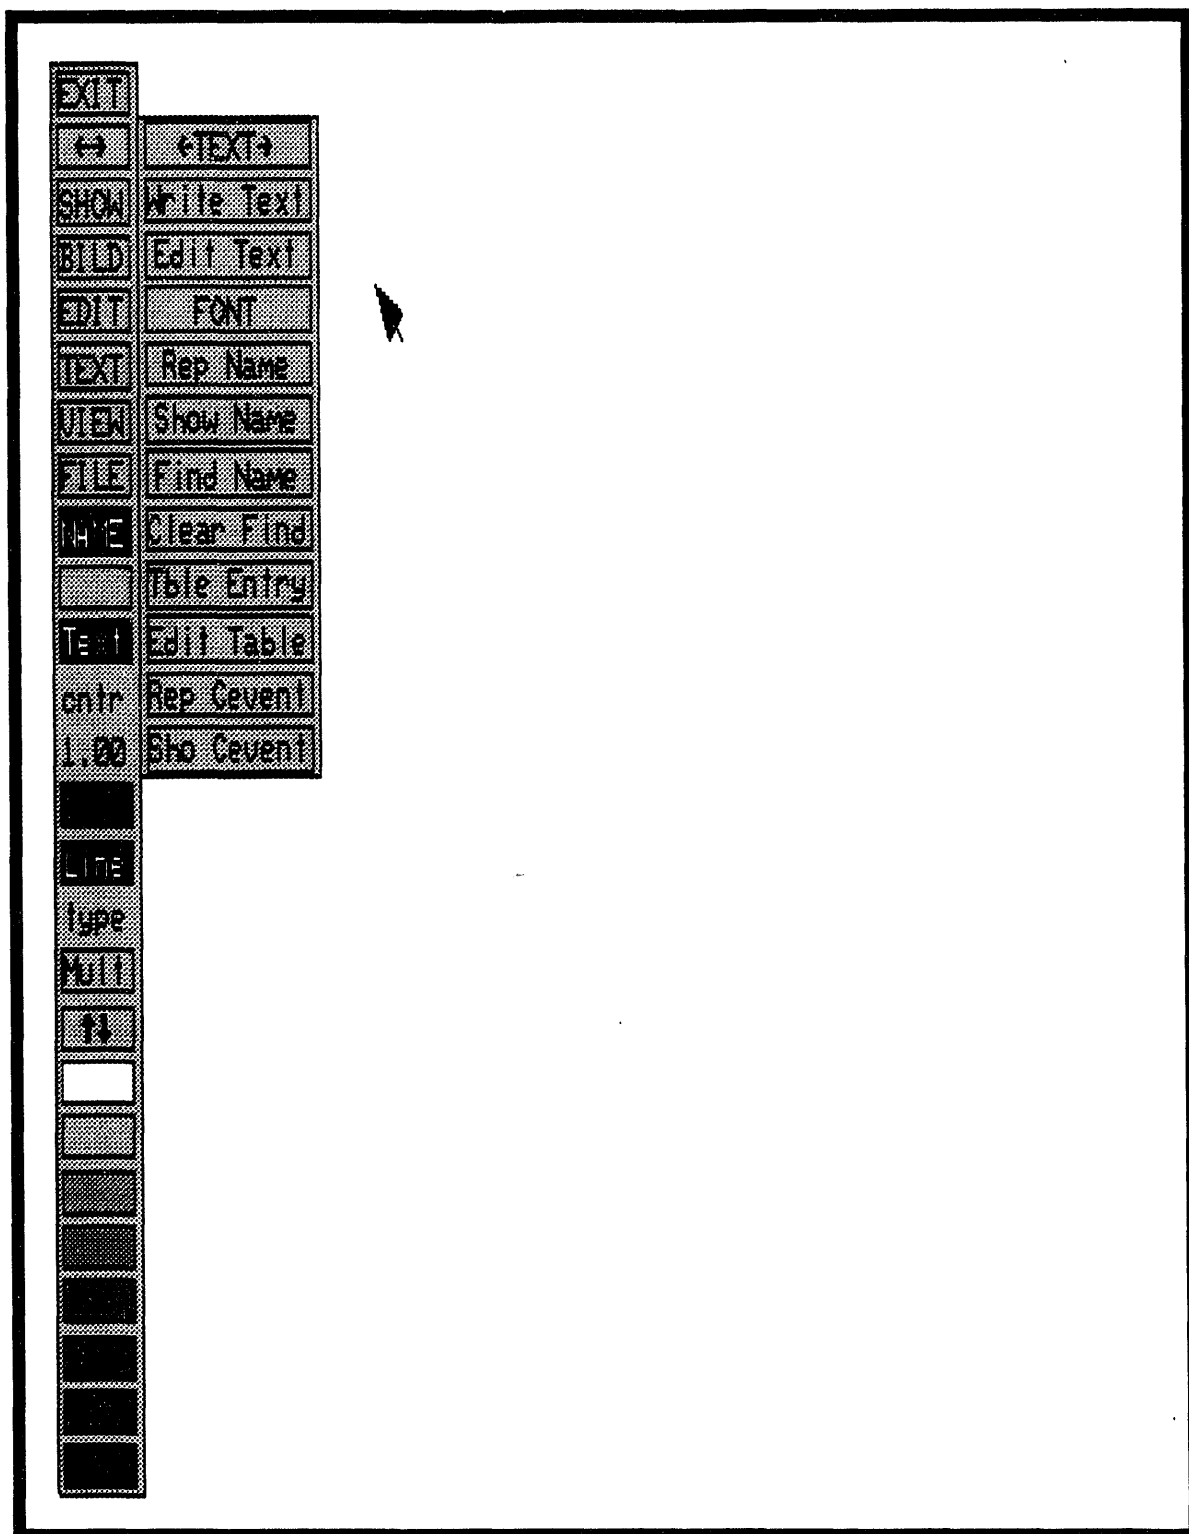 EXIT
↔
SHOW
BILD
EDIT
TEXT
VIEW
FILE
NAME
Text
cntr
1.00
Line
type
Mult
↑↓
←TEXT→
Write Text
Edit Text
FONT
Rep Name
Show Name
Find Name
Clear Find
Tble Entry
Edit Table
Rep Cevent
Sho Cevent